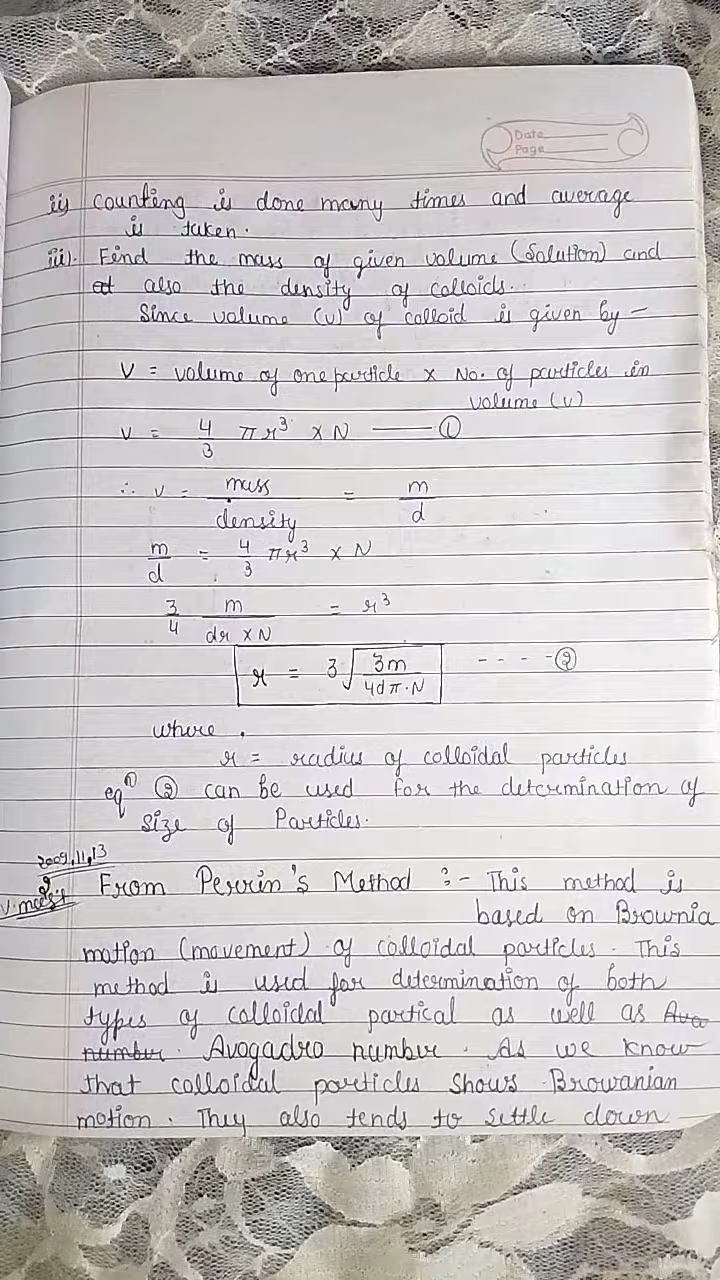 Date
Page
ii) counting is done many times and average
is taken.
iii). Find the mass of given volume (solution) and
also the density of colloids.
Since volume (v) of colloid is given by -
V = volume of one particle x No. of particles in
volume (v)
v = 4/3 πr³ x N —— ①
∴ v = mass/density = m/d
m/d = 4/3 πr³ x N
3/4 m/dπ x N = r³
r = 3√3m/4dπ.N - - - - ②
where,
r = radius of colloidal particles
eqⁿ ② can be used for the determination of
size of Particles.
2009,11,13
2 From Perrin's Method :- This method is
V.
based on Brownia
motion (movement) of colloidal particles. This
method is used for determination of both
types of colloidal partical as well as Avo
number. Avogadro number. As we know
that colloidal particles shows Browanian
motion. They also tends to settle down